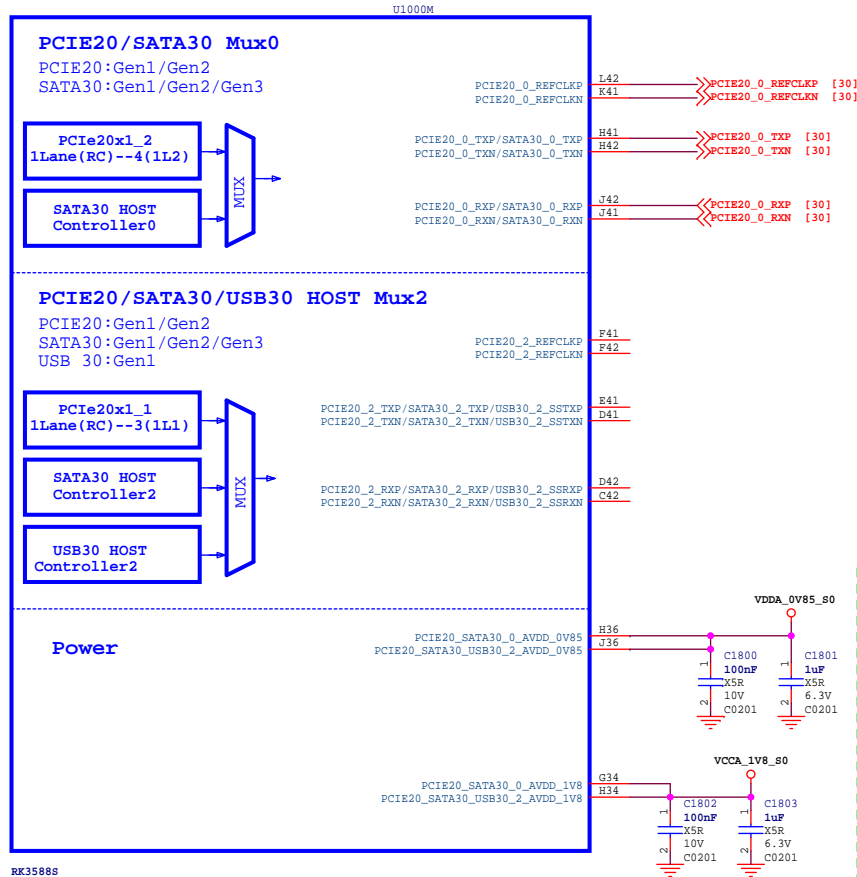 U1000M
PCIE20/SATA30 Mux0
PCIE20:Gen1/Gen2
SATA30:Gen1/Gen2/Gen3
PCIE20_0_REFCLKP L42 PCIE20_0_REFCLKP [30]
PCIE20_0_REFCLKN K41 PCIE20_0_REFCLKN [30]
PCIe20x1_2
1Lane(RC)--4(1L2)
MUX
PCIE20_0_TXP/SATA30_0_TXP H41 PCIE20_0_TXP [30]
PCIE20_0_TXN/SATA30_0_TXN H42 PCIE20_0_TXN [30]
SATA30 HOST
Controller0
PCIE20_0_RXP/SATA30_0_RXP J42 PCIE20_0_RXP [30]
PCIE20_0_RXN/SATA30_0_RXN J41 PCIE20_0_RXN [30]
PCIE20/SATA30/USB30 HOST Mux2
PCIE20:Gen1/Gen2
SATA30:Gen1/Gen2/Gen3
USB 30:Gen1
PCIE20_2_REFCLKP F41
PCIE20_2_REFCLKN F42
PCIe20x1_1
1Lane(RC)--3(1L1)
PCIE20_2_TXP/SATA30_2_TXP/USB30_2_SSTXP E41
PCIE20_2_TXN/SATA30_2_TXN/USB30_2_SSTXN D41
SATA30 HOST
Controller2
MUX
PCIE20_2_RXP/SATA30_2_RXP/USB30_2_SSRXP D42
PCIE20_2_RXN/SATA30_2_RXN/USB30_2_SSRXN C42
USB30 HOST
Controller2
VDDA_0V85_S0
Power
PCIE20_SATA30_0_AVDD_0V85 H36
PCIE20_SATA30_USB30_2_AVDD_0V85 J36
1 C1800
100nF
X5R
2 10V
C0201
1 C1801
1uF
X5R
2 6.3V
C0201
VCCA_1V8_S0
PCIE20_SATA30_0_AVDD_1V8 G34
PCIE20_SATA30_USB30_2_AVDD_1V8 H34
1 C1802
100nF
X5R
2 10V
C0201
1 C1803
1uF
X5R
2 6.3V
C0201
RK3588S